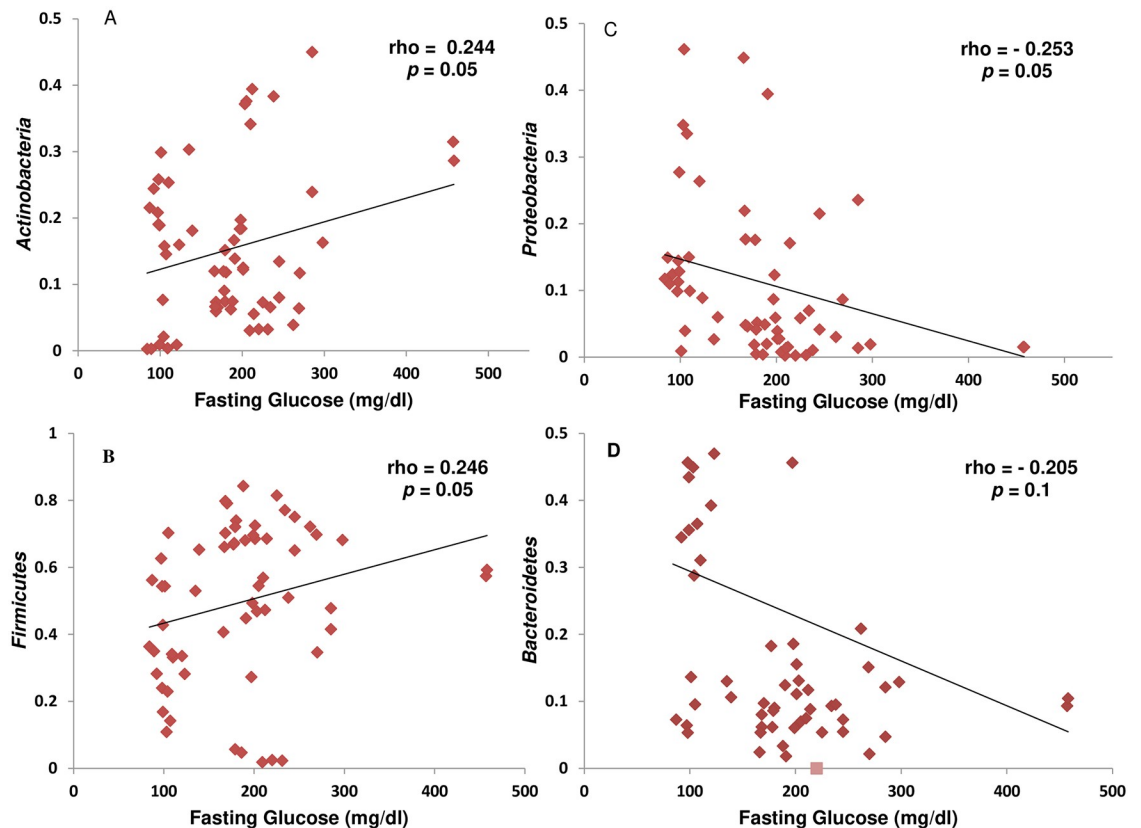 A
rho = 0.244
p = 0.05
0.5
0.4
0.3
0.2
0.1
0
Actinobacteria
0 100 200 300 400 500
Fasting Glucose (mg/dl)
C
rho = - 0.253
p = 0.05
0.5
0.4
0.3
0.2
0.1
0
Proteobacteria
0 100 200 300 400 500
Fasting Glucose (mg/dl)
B
rho = 0.246
p = 0.05
1
0.8
0.6
0.4
0.2
0
Firmicutes
0 100 200 300 400 500
Fasting Glucose (mg/dl)
D
rho = - 0.205
p = 0.1
0.5
0.4
0.3
0.2
0.1
0
Bacteroidetes
0 100 200 300 400 500
Fasting Glucose (mg/dl)